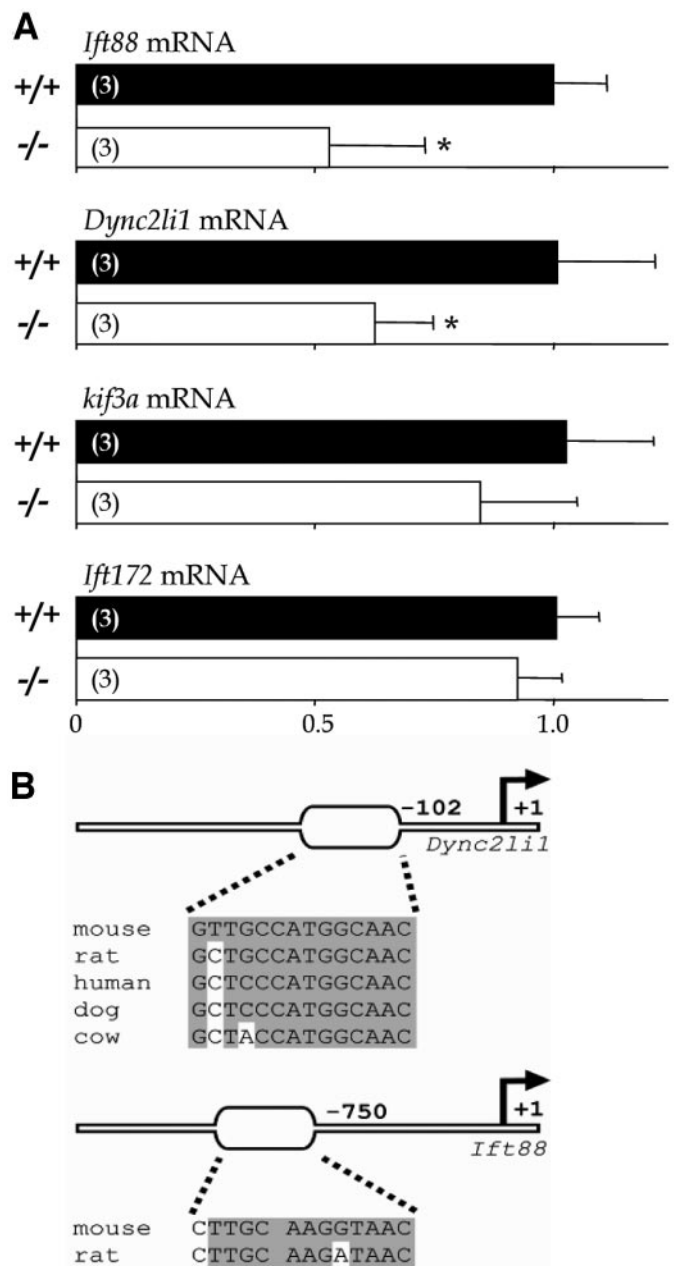 A
Ift88 mRNA
+/+ (3)
-/- (3) *
Dync2li1 mRNA
+/+ (3)
-/- (3) *
kif3a mRNA
+/+ (3)
-/- (3)
Ift172 mRNA
+/+ (3)
-/- (3)
0 0.5 1.0
B
-102 +1
Dync2li1
mouse GTTGCCATGGCAAC
rat GCTGCCATGGCAAC
human GCTCCCATGGCAAC
dog GCTCCCATGGCAAC
cow GCTACCATGGCAAC
-750 +1
Ift88
mouse CTTGC AAGGTAAC
rat CTTGC AAGATAAC